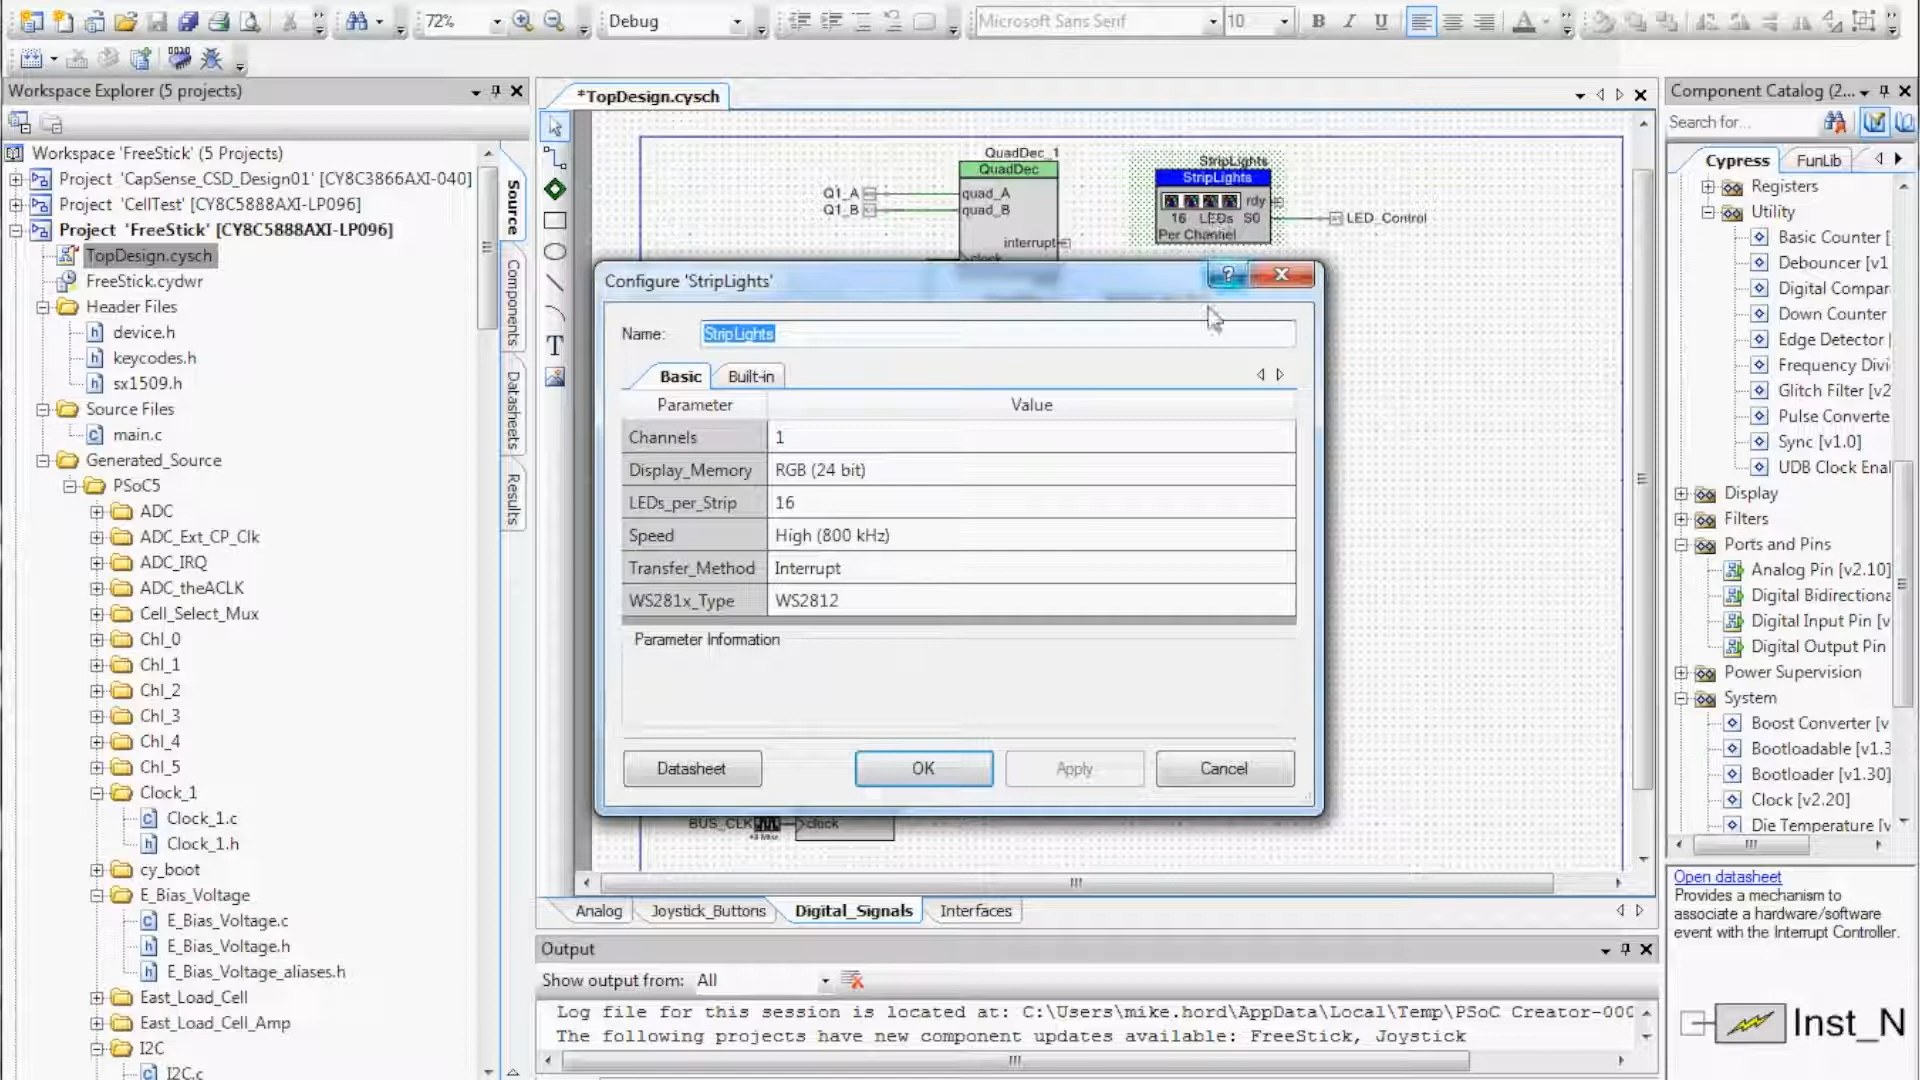 72%
Debug
Microsoft Sans Serif
10
B I U
A
Workspace Explorer (5 projects)
Workspace 'FreeStick' (5 Projects)
Project 'CapSense_CSD_Design01' [CY8C3866AXI-040]
Project 'CellTest' [CY8C5888AXI-LP096]
Project 'FreeStick' [CY8C5888AXI-LP096]
TopDesign.cysch
FreeStick.cydwr
Header Files
device.h
keycodes.h
sx1509.h
Source Files
main.c
Generated_Source
PSoC5
ADC
ADC_Ext_CP_Clk
ADC_IRQ
ADC_theACLK
Cell_Select_Mux
Chl_0
Chl_1
Chl_2
Chl_3
Chl_4
Chl_5
Clock_1
Clock_1.c
Clock_1.h
cy_boot
E_Bias_Voltage
E_Bias_Voltage.c
E_Bias_Voltage.h
E_Bias_Voltage_aliases.h
East_Load_Cell
East_Load_Cell_Amp
I2C
I2C.c
Source
Components
Datasheets
Results
*TopDesign.cysch
T
QuadDec_1
QuadDec
Q1_A
quad_A
Q1_B
quad_B
interrupt
clock
StripLights
StripLights
rdy
16 LEDs S0
Per Channel
LED_Control
Configure 'StripLights'
?
Name:
StripLights
Basic
Built-in
Parameter
Value
Channels
1
Display_Memory
RGB (24 bit)
LEDs_per_Strip
16
Speed
High (800 kHz)
Transfer_Method
Interrupt
WS281x_Type
WS2812
Parameter Information
Datasheet
OK
Apply
Cancel
BUS_CLK
clock
Analog
Joystick_Buttons
Digital_Signals
Interfaces
Output
Show output from: All
Log file for this session is located at: C:\Users\mike.hord\AppData\Local\Temp\PSoC Creator-000
The following projects have new component updates available: FreeStick, Joystick
Component Catalog (2...
Search for...
Cypress
FunLib
Registers
Utility
Basic Counter [
Debouncer [v1
Digital Compar
Down Counter
Edge Detector
Frequency Divi
Glitch Filter [v2
Pulse Converte
Sync [v1.0]
UDB Clock Enal
Display
Filters
Ports and Pins
Analog Pin [v2.10]
Digital Bidirectiona
Digital Input Pin [v
Digital Output Pin
Power Supervision
System
Boost Converter [v
Bootloadable [v1.3
Bootloader [v1.30]
Clock [v2.20]
Die Temperature [v
Open datasheet
Provides a mechanism to
associate a hardware/software
event with the Interrupt Controller.
Inst_N